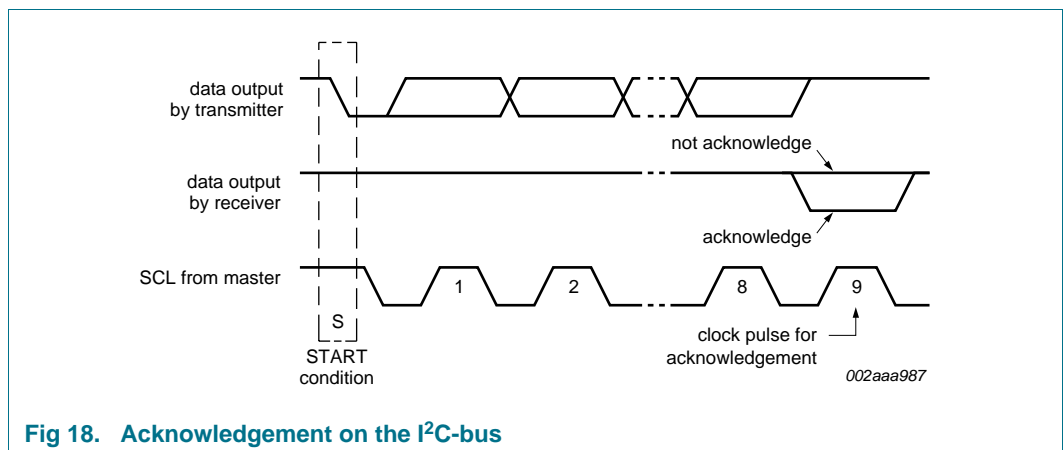 data output
by transmitter
not acknowledge
data output
by receiver
acknowledge
SCL from master
1
2
8
9
S
START
condition
clock pulse for
acknowledgement
002aaa987
Fig 18. Acknowledgement on the I²C-bus